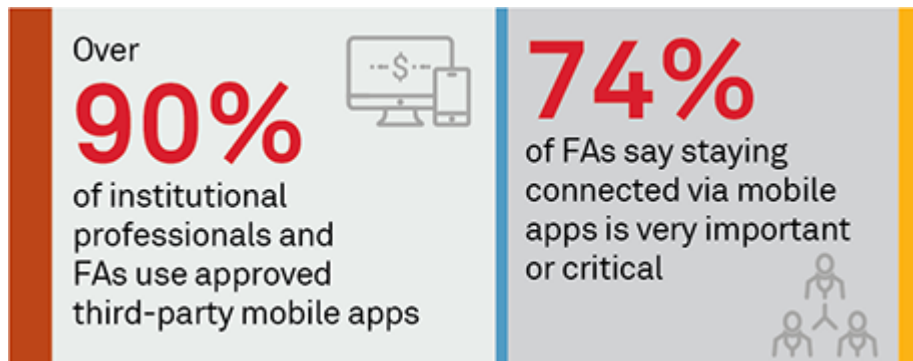 Over
90%
of institutional
professionals and
FAs use approved
third-party mobile apps
$
74%
of FAs say staying
connected via mobile
apps is very important
or critical